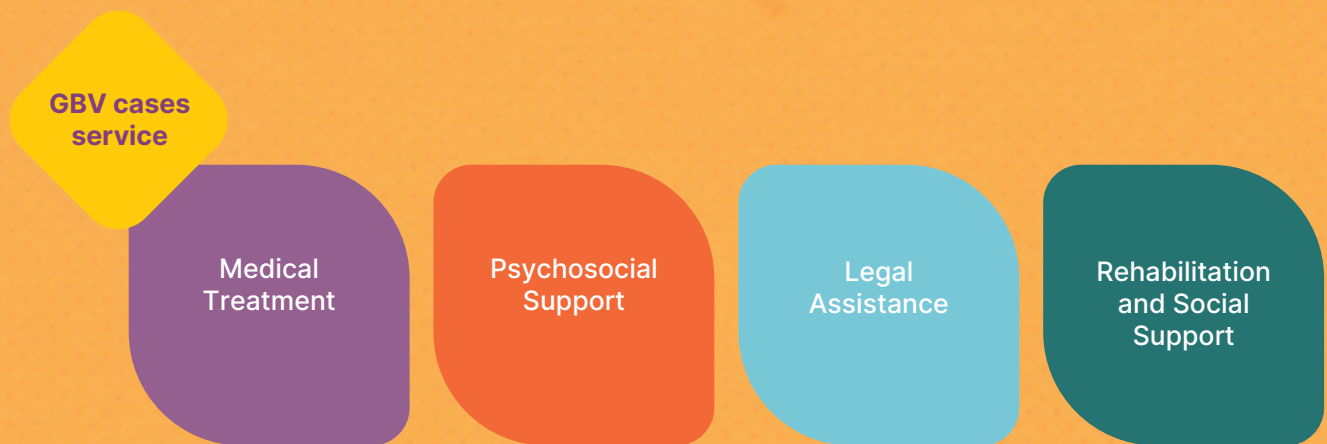 GBV cases
service
Medical
Treatment
Psychosocial
Support
Legal
Assistance
Rehabilitation
and Social
Support